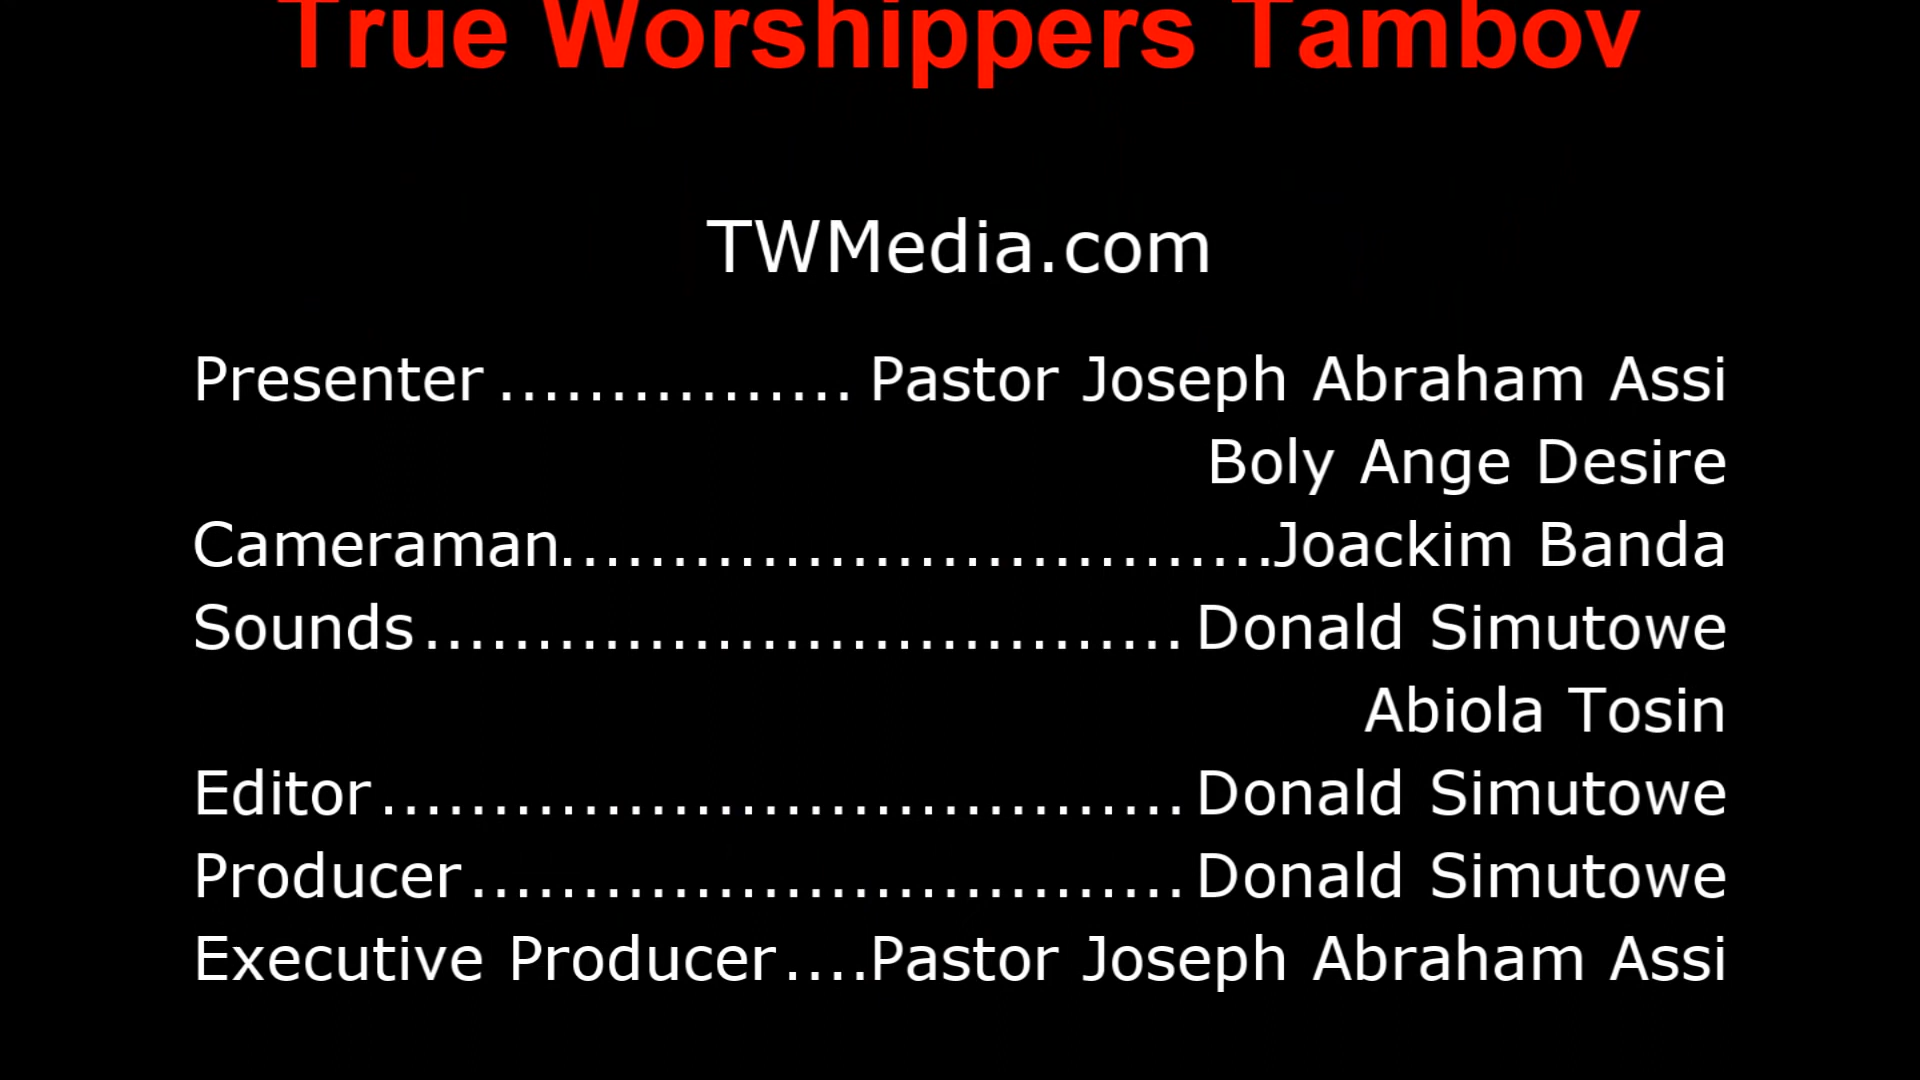 True Worshippers Tambov
TWMedia.com
Presenter................Pastor Joseph Abraham Assi
Boly Ange Desire
Cameraman................................Joackim Banda
Sounds..................................Donald Simutowe
Abiola Tosin
Editor....................................Donald Simutowe
Producer................................Donald Simutowe
Executive Producer....Pastor Joseph Abraham Assi